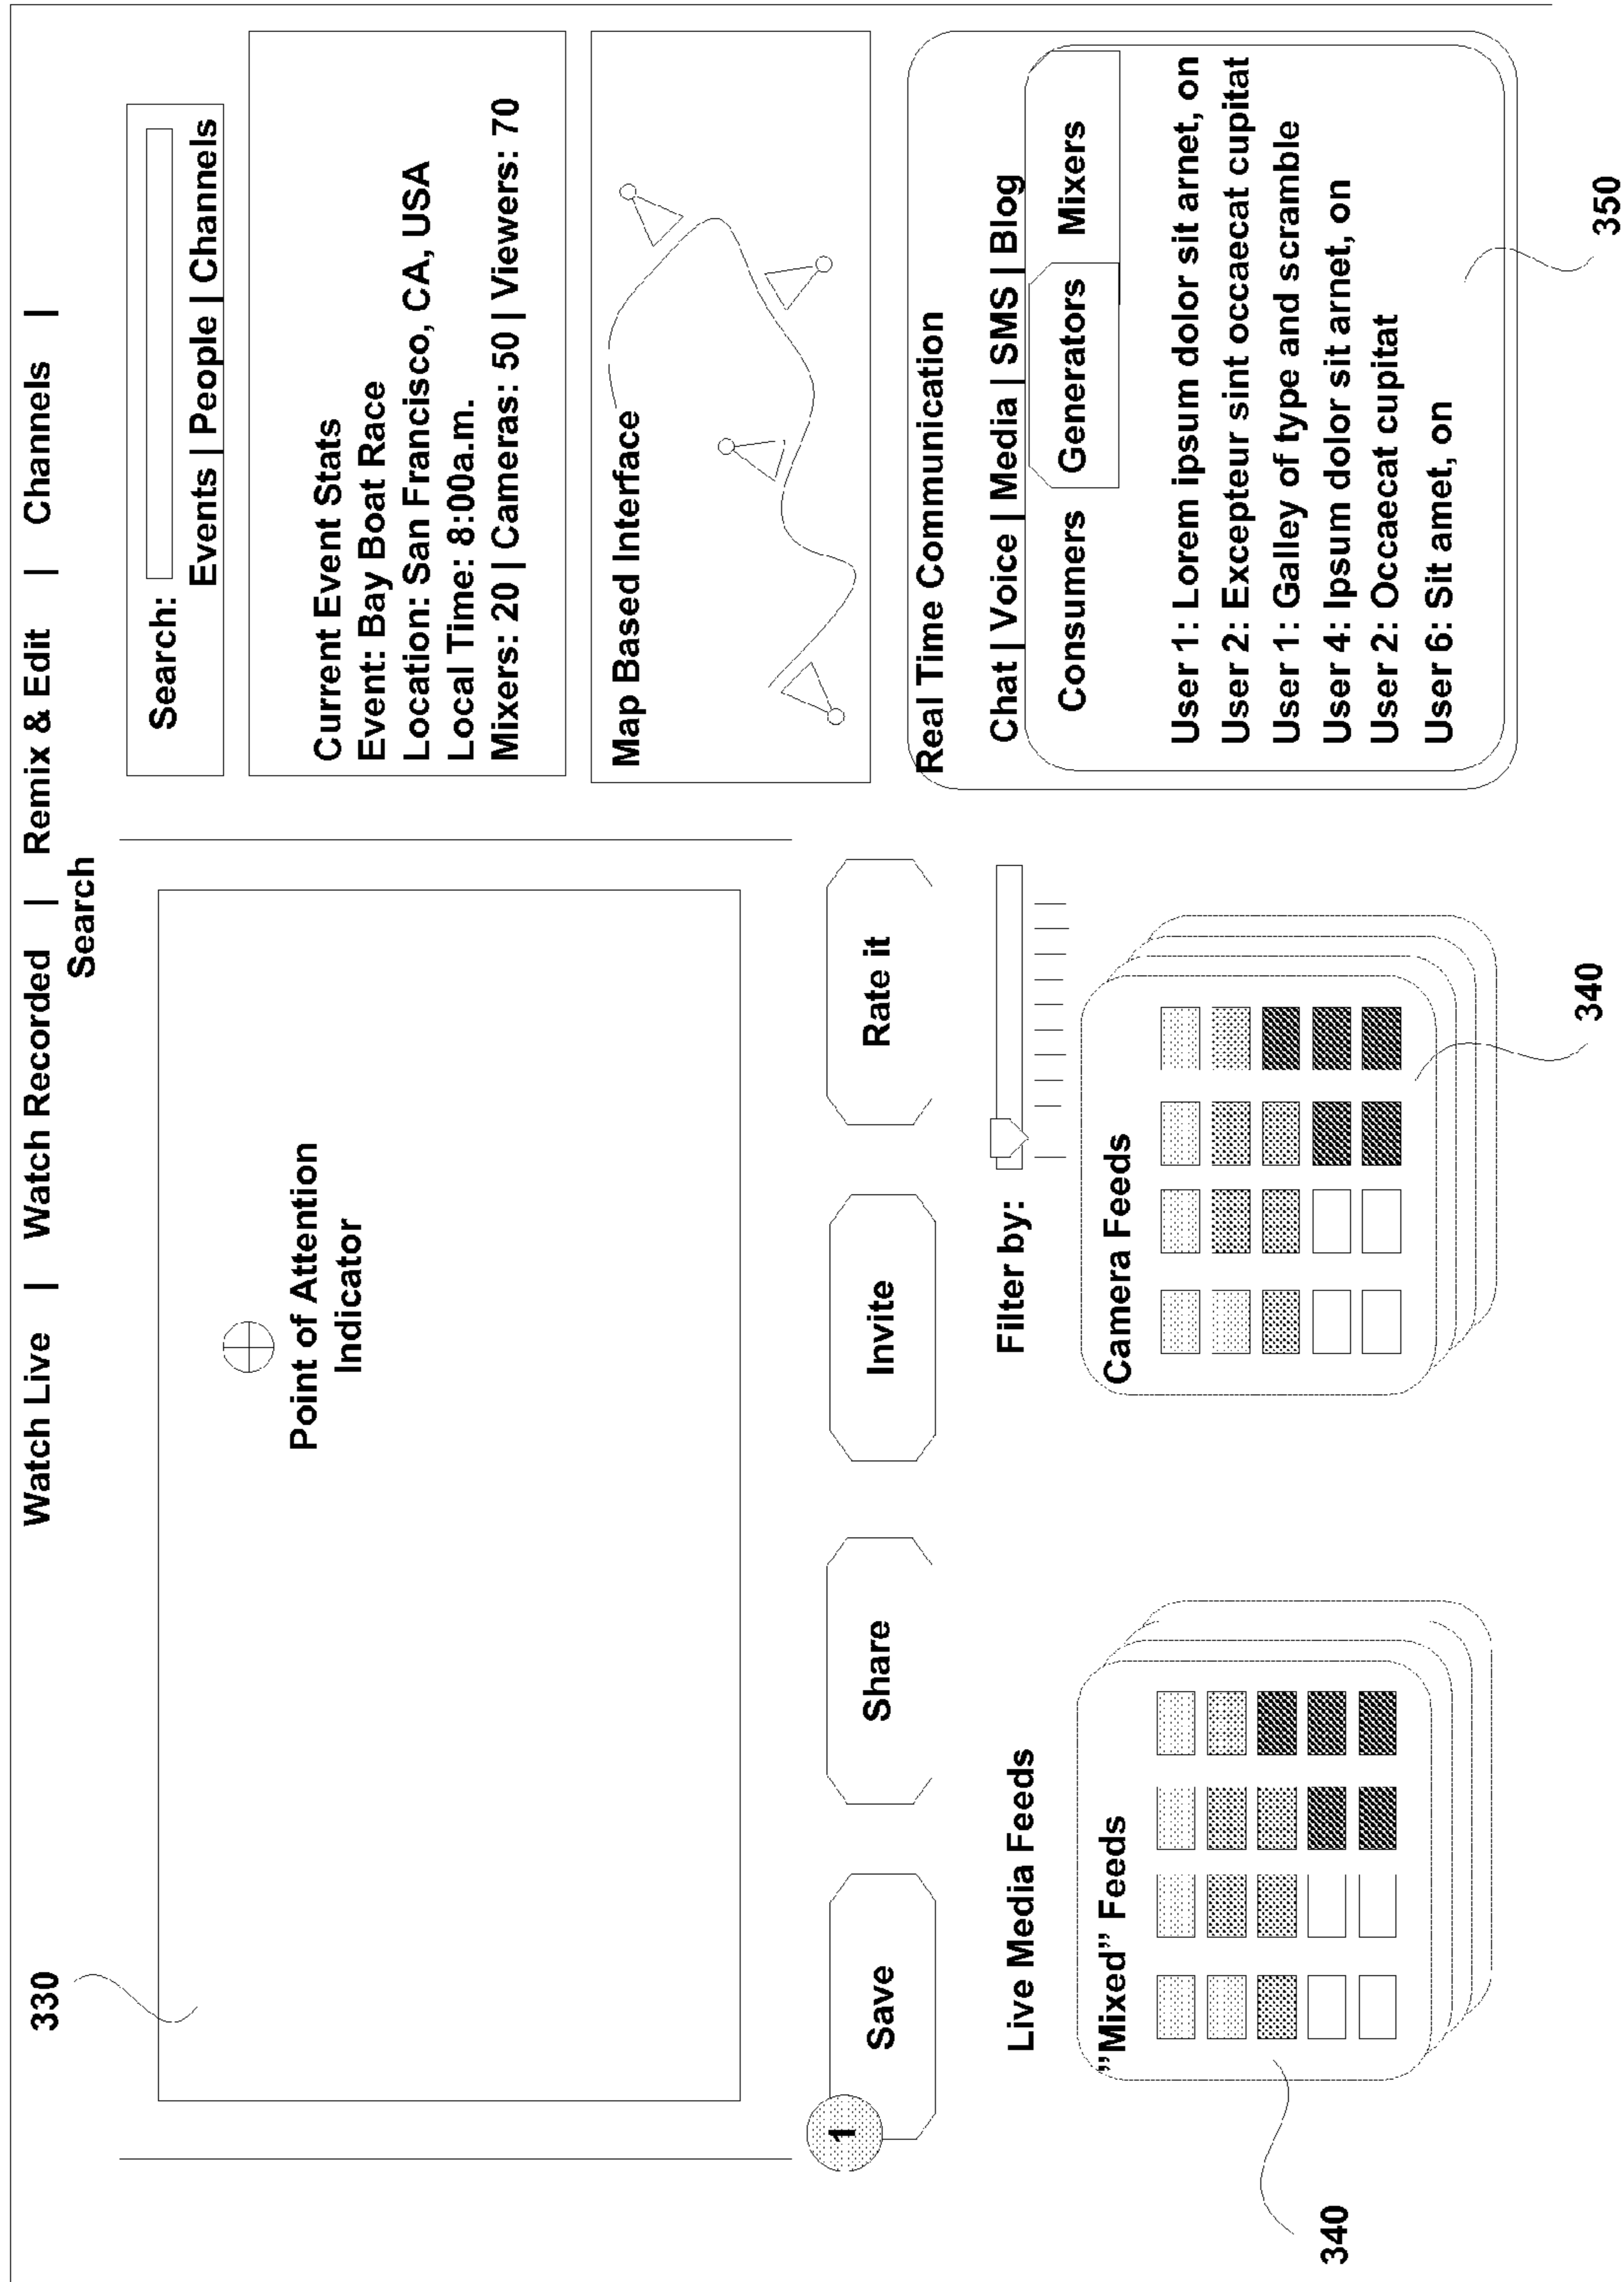 330
Watch Live | Watch Recorded | Remix & Edit | Channels |
Search
Point of Attention
Indicator
1
Save
Share
Invite
Rate it
Live Media Feeds
"Mixed" Feeds
340
Filter by:
Camera Feeds
340
Search:
Events | People | Channels
Current Event Stats
Event: Bay Boat Race
Location: San Francisco, CA, USA
Local Time: 8:00a.m.
Mixers: 20 | Cameras: 50 | Viewers: 70
Map Based Interface
Real Time Communication
Chat | Voice | Media | SMS | Blog
Consumers Generators Mixers
User 1: Lorem ipsum dolor sit arnet, on
User 2: Excepteur sint occaecat cupitat
User 1: Galley of type and scramble
User 4: Ipsum dolor sit arnet, on
User 2: Occaecat cupitat
User 6: Sit amet, on
350